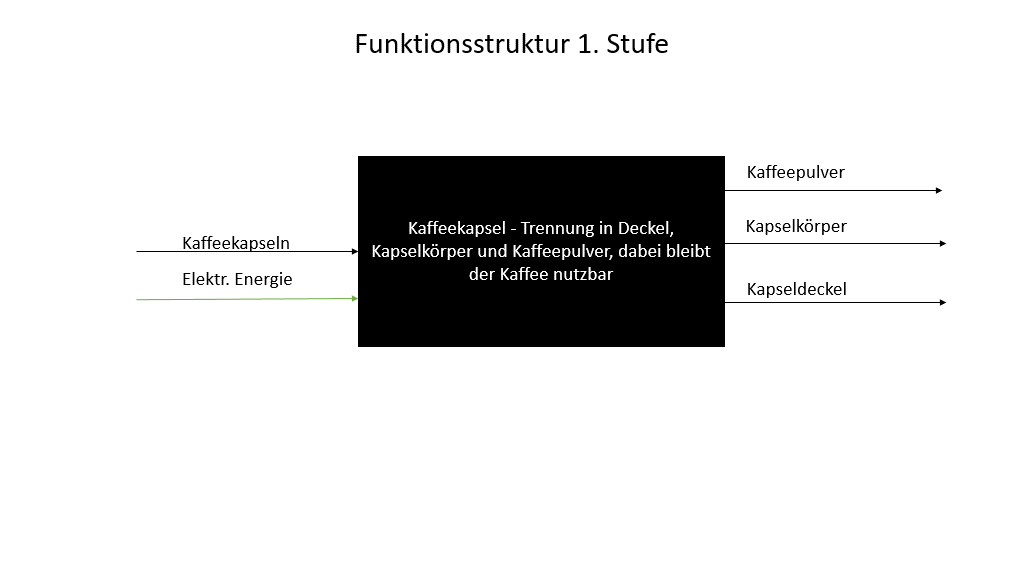 Funktionsstruktur 1. Stufe
Kaffeekapseln
Elektr. Energie
Kaffeekapsel - Trennung in Deckel,
Kapselkörper und Kaffeepulver, dabei bleibt
der Kaffee nutzbar
Kaffeepulver
Kapselkörper
Kapseldeckel